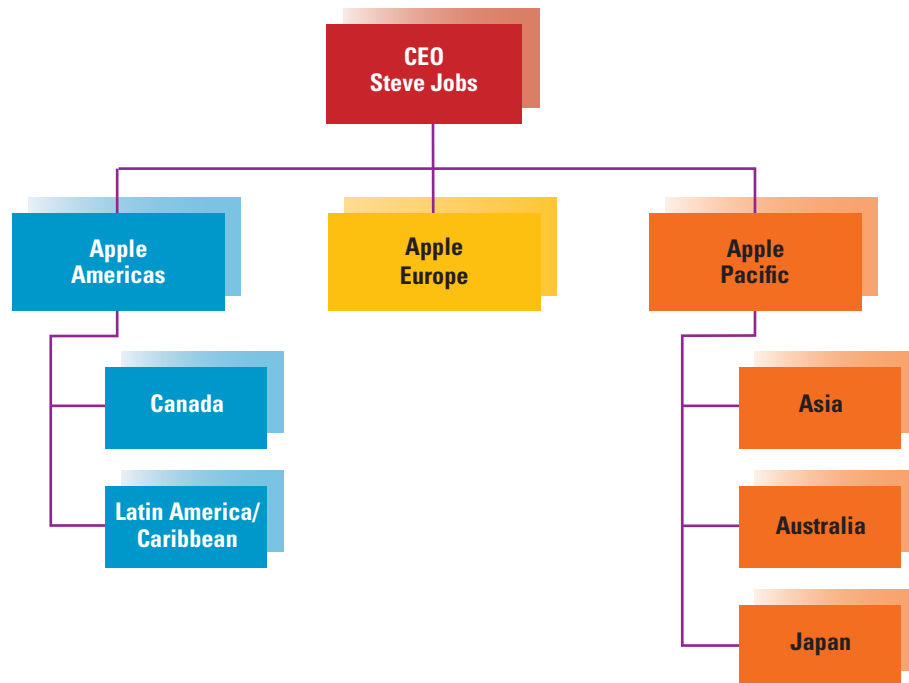 CEO
Steve Jobs
Apple
Americas
Apple
Europe
Apple
Pacific
Canada
Latin America/
Caribbean
Asia
Australia
Japan